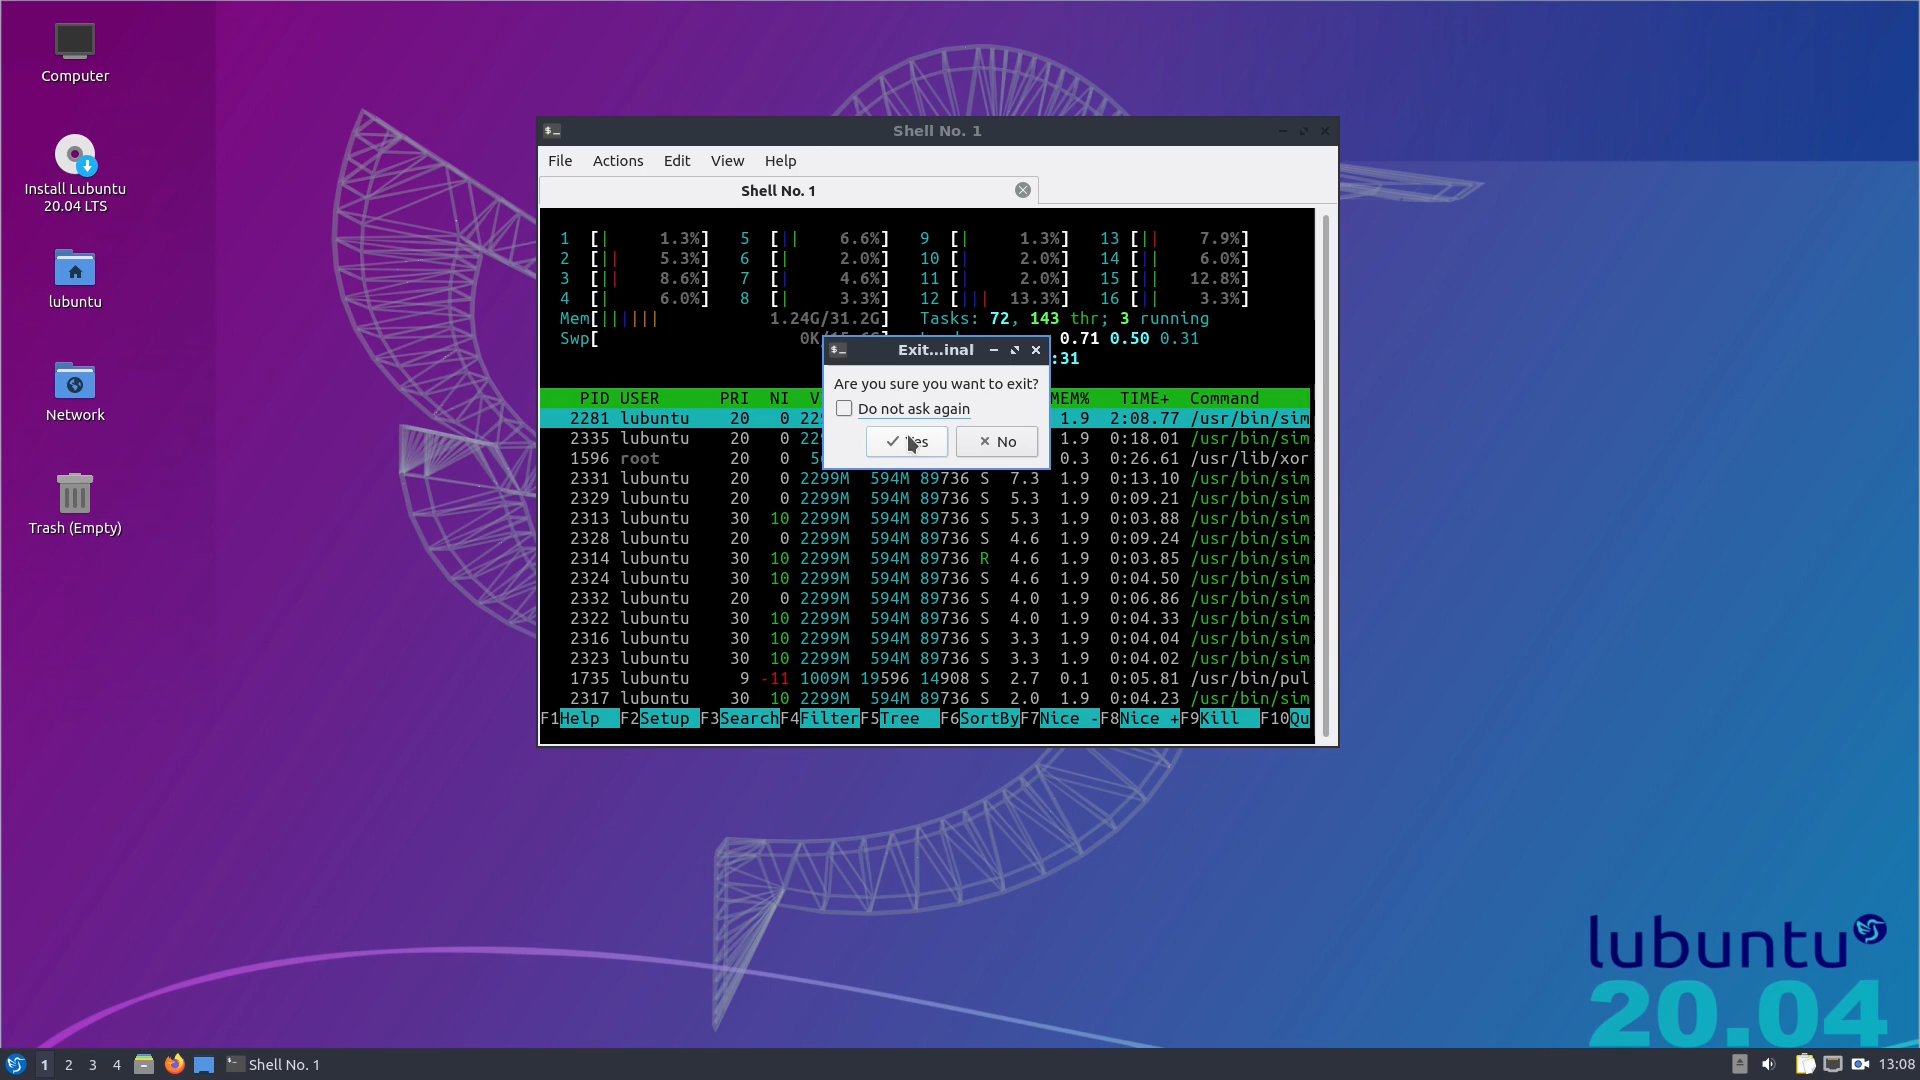 Computer
Install Lubuntu
20.04 LTS
lubuntu
Network
Trash (Empty)
Shell No. 1
File Actions Edit View Help
Shell No. 1
1 [| 1.3%] 5 [|| 6.6%] 9 [| 1.3%] 13 [|| 7.9%]
2 [|| 5.3%] 6 [| 2.0%] 10 [| 2.0%] 14 [|| 6.0%]
3 [|| 8.6%] 7 [| 4.6%] 11 [| 2.0%] 15 [|| 12.8%]
4 [| 6.0%] 8 [| 3.3%] 12 [||| 13.3%] 16 [|| 3.3%]
Mem[|||||| 1.24G/31.2G] Tasks: 72, 143 thr; 3 running
Swp[ 0K 0.71 0.50 0.31
:31
Exit...inal
Are you sure you want to exit?
Do not ask again
Yes No
PID USER PRI NI V MEM% TIME+ Command
2281 lubuntu 20 0 22 1.9 2:08.77 /usr/bin/sim
2335 lubuntu 20 0 22 1.9 0:18.01 /usr/bin/sim
1596 root 20 0 5 0.3 0:26.61 /usr/lib/xor
2331 lubuntu 20 0 2299M 594M 89736 S 7.3 1.9 0:13.10 /usr/bin/sim
2329 lubuntu 20 0 2299M 594M 89736 S 5.3 1.9 0:09.21 /usr/bin/sim
2313 lubuntu 30 10 2299M 594M 89736 S 5.3 1.9 0:03.88 /usr/bin/sim
2328 lubuntu 20 0 2299M 594M 89736 S 4.6 1.9 0:09.24 /usr/bin/sim
2314 lubuntu 30 10 2299M 594M 89736 R 4.6 1.9 0:03.85 /usr/bin/sim
2324 lubuntu 30 10 2299M 594M 89736 S 4.6 1.9 0:04.50 /usr/bin/sim
2332 lubuntu 20 0 2299M 594M 89736 S 4.0 1.9 0:06.86 /usr/bin/sim
2322 lubuntu 30 10 2299M 594M 89736 S 4.0 1.9 0:04.33 /usr/bin/sim
2316 lubuntu 30 10 2299M 594M 89736 S 3.3 1.9 0:04.04 /usr/bin/sim
2323 lubuntu 30 10 2299M 594M 89736 S 3.3 1.9 0:04.02 /usr/bin/sim
1735 lubuntu 9 -11 1009M 19596 14908 S 2.7 0.1 0:05.81 /usr/bin/pul
2317 lubuntu 30 10 2299M 594M 89736 S 2.0 1.9 0:04.23 /usr/bin/sim
F1Help F2Setup F3SearchF4FilterF5Tree F6SortByF7Nice -F8Nice +F9Kill F10Qu
lubuntu
20.04
1 2 3 4 Shell No. 1 13:08